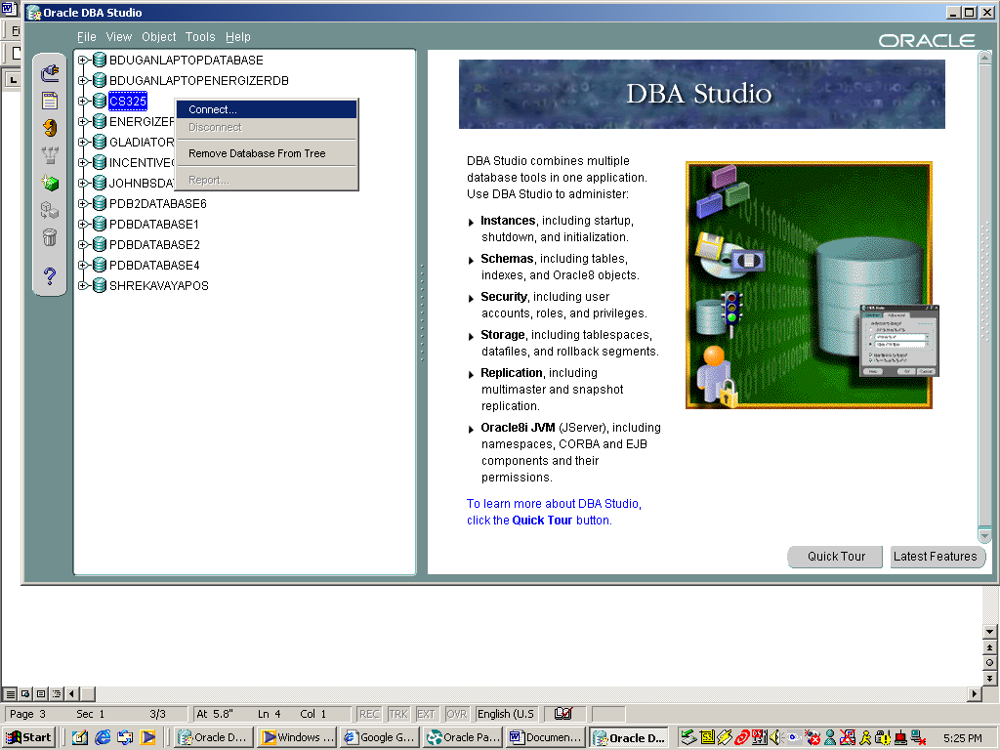 Oracle DBA Studio
File View Object Tools Help
ORACLE
BDUGANLAPTOPDATABASE
BDUGANLAPTOPENERGIZERDB
CS325
ENERGIZER
GLADIATOR
INCENTIVE
JOHNBSDA
PDB2DATABASE6
PDBDATABASE1
PDBDATABASE2
PDBDATABASE4
SHREKAVAYAPOS
Connect...
Disconnect
Remove Database From Tree
Report...
DBA Studio
DBA Studio combines multiple
database tools in one application.
Use DBA Studio to administer:
Instances, including startup,
shutdown, and initialization.
Schemas, including tables,
indexes, and Oracle8 objects.
Security, including user
accounts, roles, and privileges.
Storage, including tablespaces,
datafiles, and rollback segments.
Replication, including
multimaster and snapshot
replication.
Oracle8i JVM (JServer), including
namespaces, CORBA and EJB
components and their
permissions.
To learn more about DBA Studio,
click the Quick Tour button.
Quick Tour
Latest Features
Page 3 Sec 1 3/3 At 5.8" Ln 4 Col 1 REC TRK EXT OVR English (U.S
Start Oracle D... Windows ... Google G... Oracle Pa... Documen... Oracle D... 5:25 PM